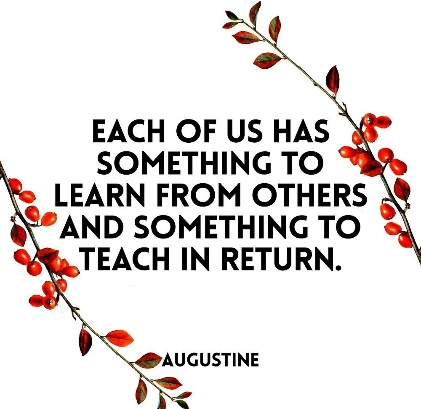 EACH OF US HAS
SOMETHING TO
LEARN FROM OTHERS
AND SOMETHING TO
TEACH IN RETURN.
AUGUSTINE